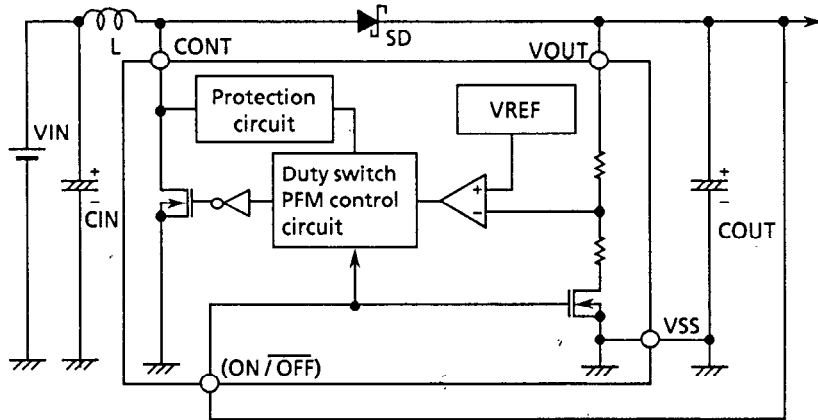 L
CONT
SD
VOUT
Protection
circuit
VREF
VIN
+
-
CIN
Duty switch
PFM control
circuit
+
-
+
-
COUT
VSS
(ON/OFF)